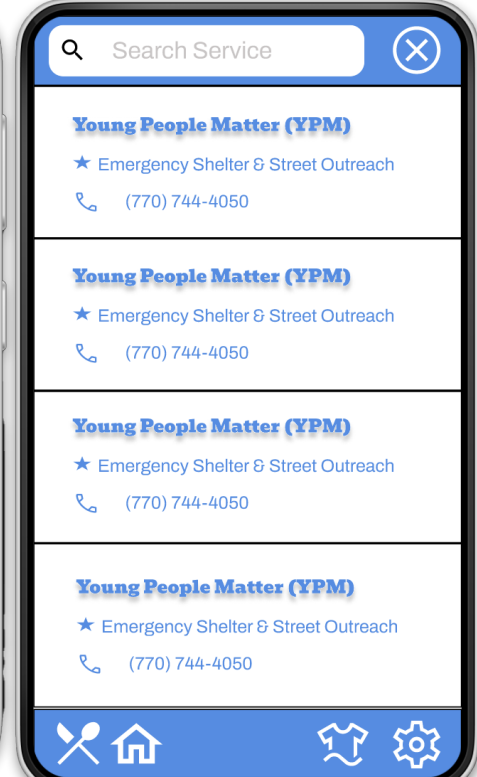 Search Service
Young People Matter (YPM)
★ Emergency Shelter & Street Outreach
(770) 744-4050
Young People Matter (YPM)
★ Emergency Shelter & Street Outreach
(770) 744-4050
Young People Matter (YPM)
★ Emergency Shelter & Street Outreach
(770) 744-4050
Young People Matter (YPM)
★ Emergency Shelter & Street Outreach
(770) 744-4050